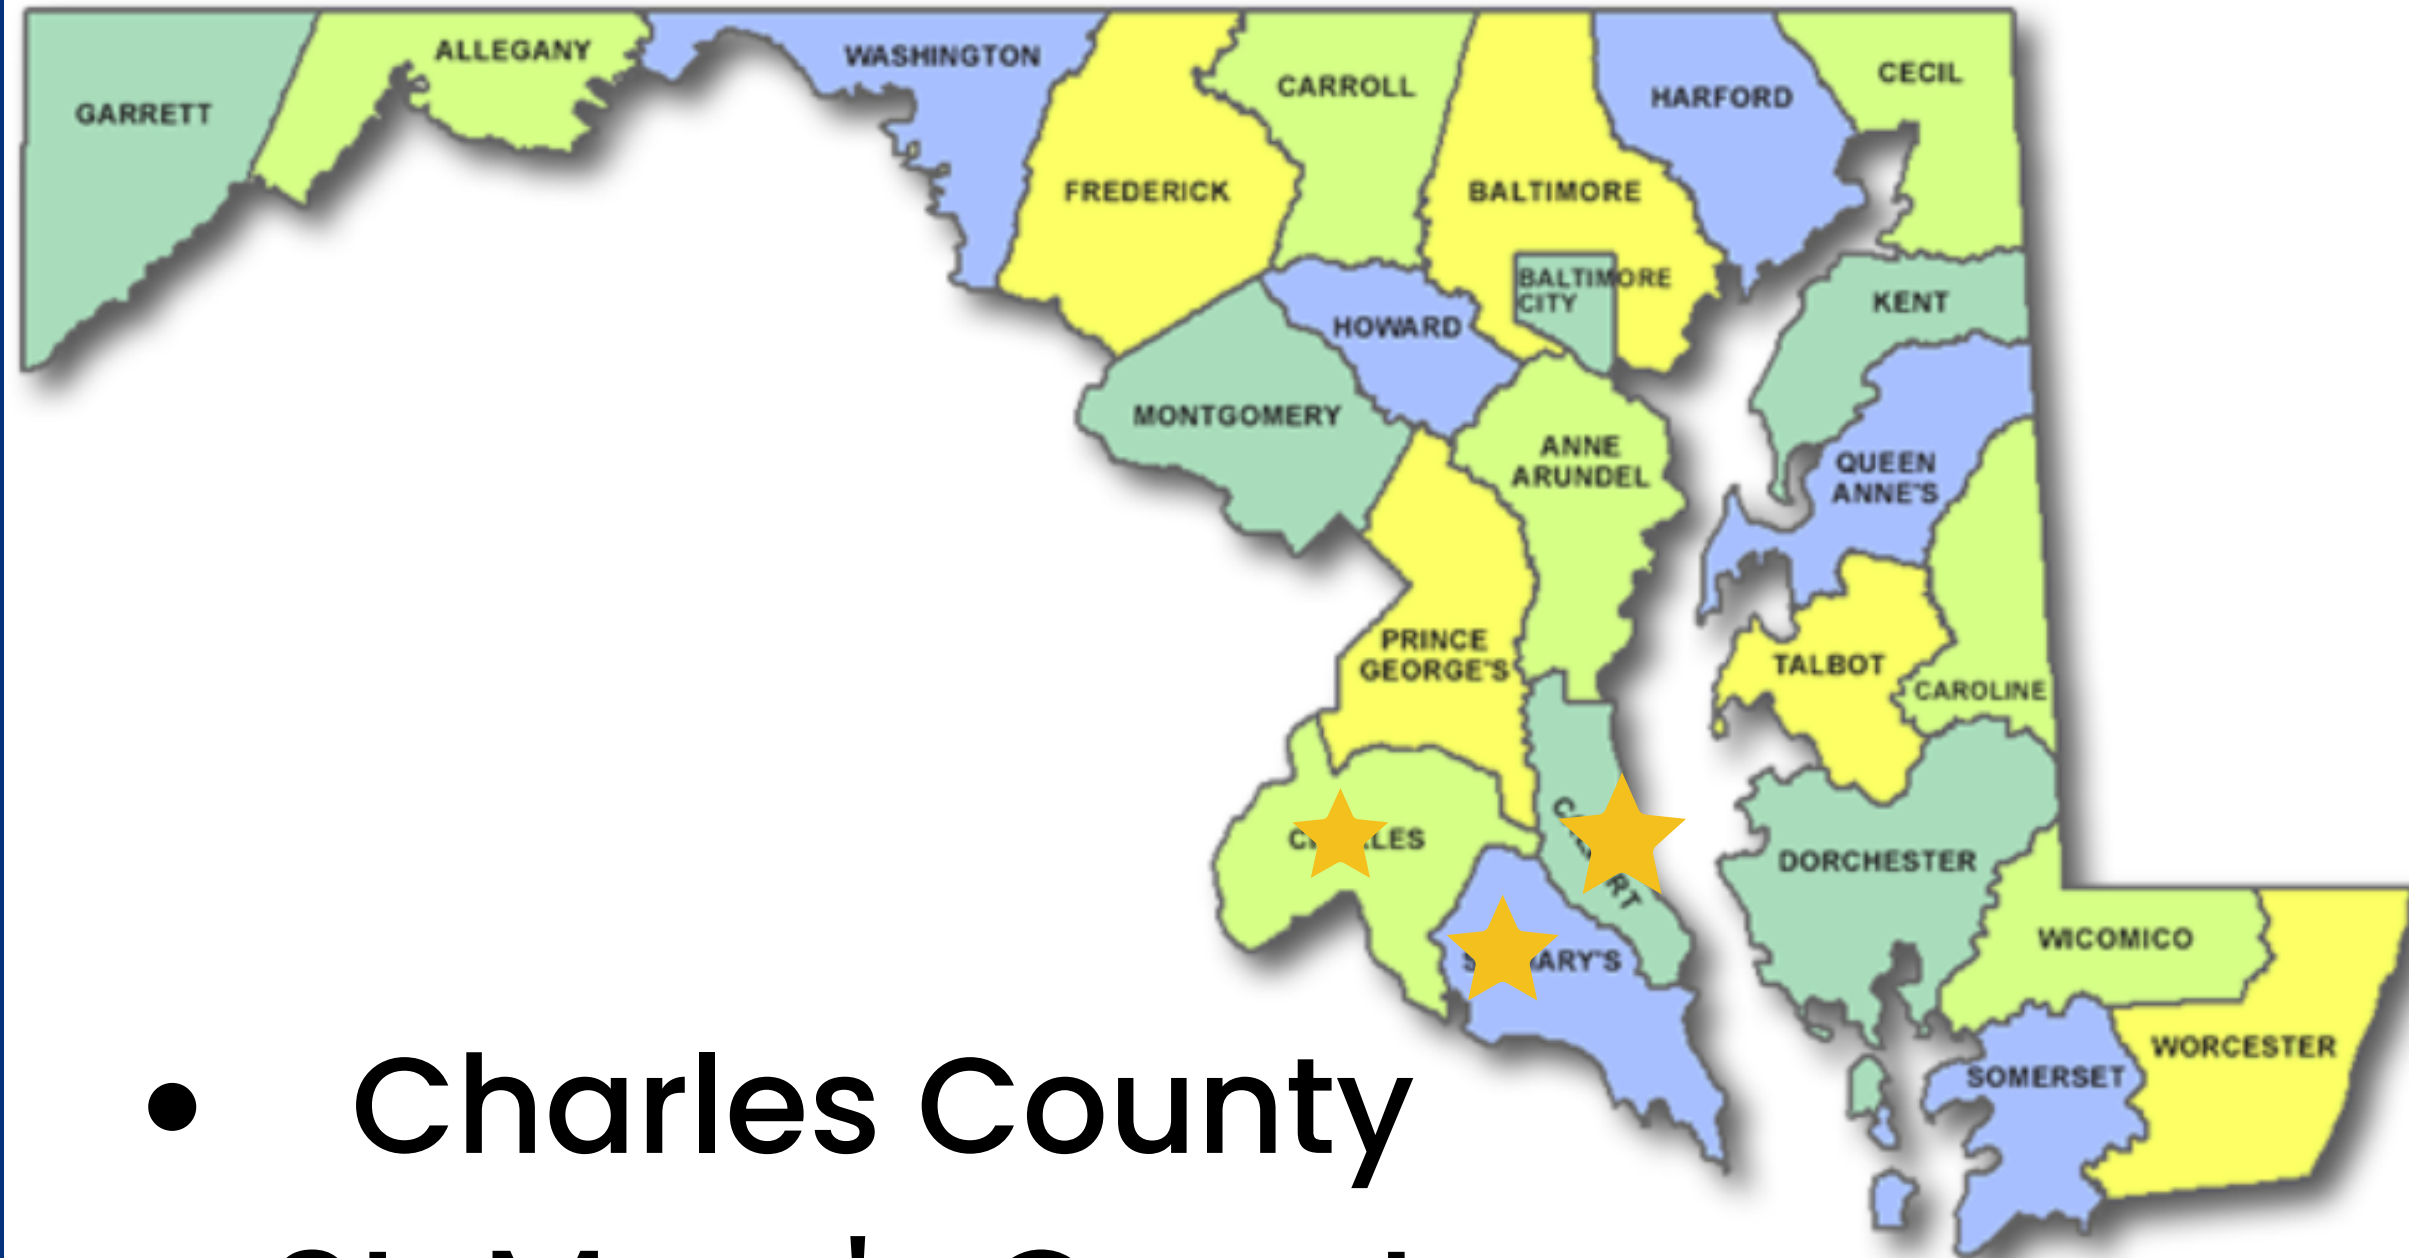 ALLEGANY
WASHINGTON
CECIL
CARROLL
HARFORD
GARRETT
FREDERICK
BALTIMORE
BALTIMORE
CITY
KENT
HOWARD
MONTGOMERY
ANNE
ARUNDEL
QUEEN
ANNE'S
PRINCE
GEORGE'S
TALBOT
CAROLINE
DORCHESTER
WICOMICO
WORCESTER
SOMERSET
• Charles County